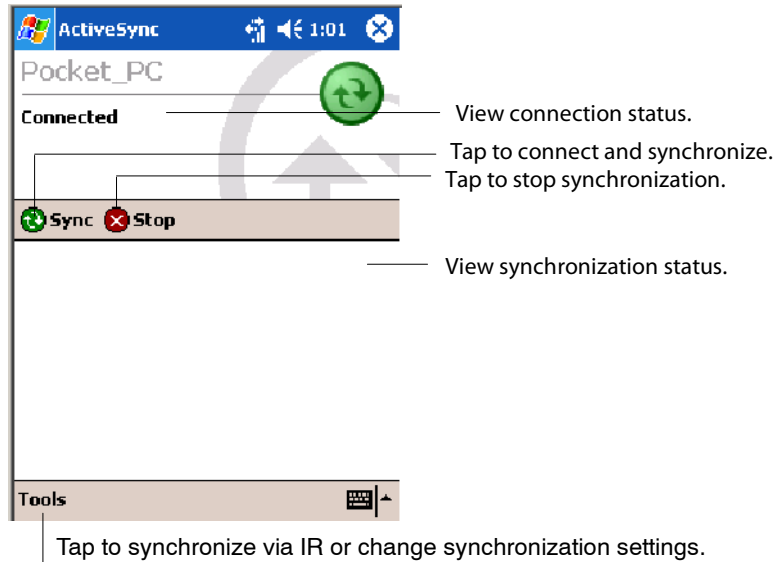 ActiveSync 1:01
Pocket_PC
Connected
View connection status.
Tap to connect and synchronize.
Tap to stop synchronization.
Sync Stop
View synchronization status.
Tools
Tap to synchronize via IR or change synchronization settings.